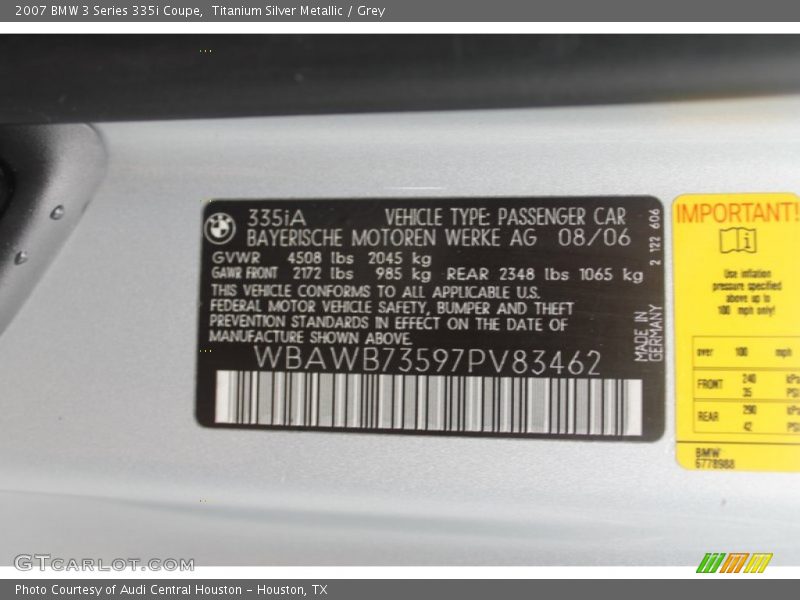 2007 BMW 3 Series 335i Coupe, Titanium Silver Metallic / Grey
335iA VEHICLE TYPE: PASSENGER CAR
BAYERISCHE MOTOREN WERKE AG 08/06
GVWR 4508 lbs 2045 kg
GAWR FRONT 2172 lbs 985 kg REAR 2348 lbs 1065 kg
THIS VEHICLE CONFORMS TO ALL APPLICABLE U.S.
FEDERAL MOTOR VEHICLE SAFETY, BUMPER AND THEFT
PREVENTION STANDARDS IN EFFECT ON THE DATE OF
MANUFACTURE SHOWN ABOVE.
WBAWB73597PV83462
2 122 606
MADE IN
GERMANY
IMPORTANT!
Use inflation
pressure specified
above up to
100 mph only!
over 100 mph
FRONT 240 kPa
35 PSI
REAR 290 kPa
42 PSI
BMW
6778988
GTCARLOT.COM
Photo Courtesy of Audi Central Houston – Houston, TX